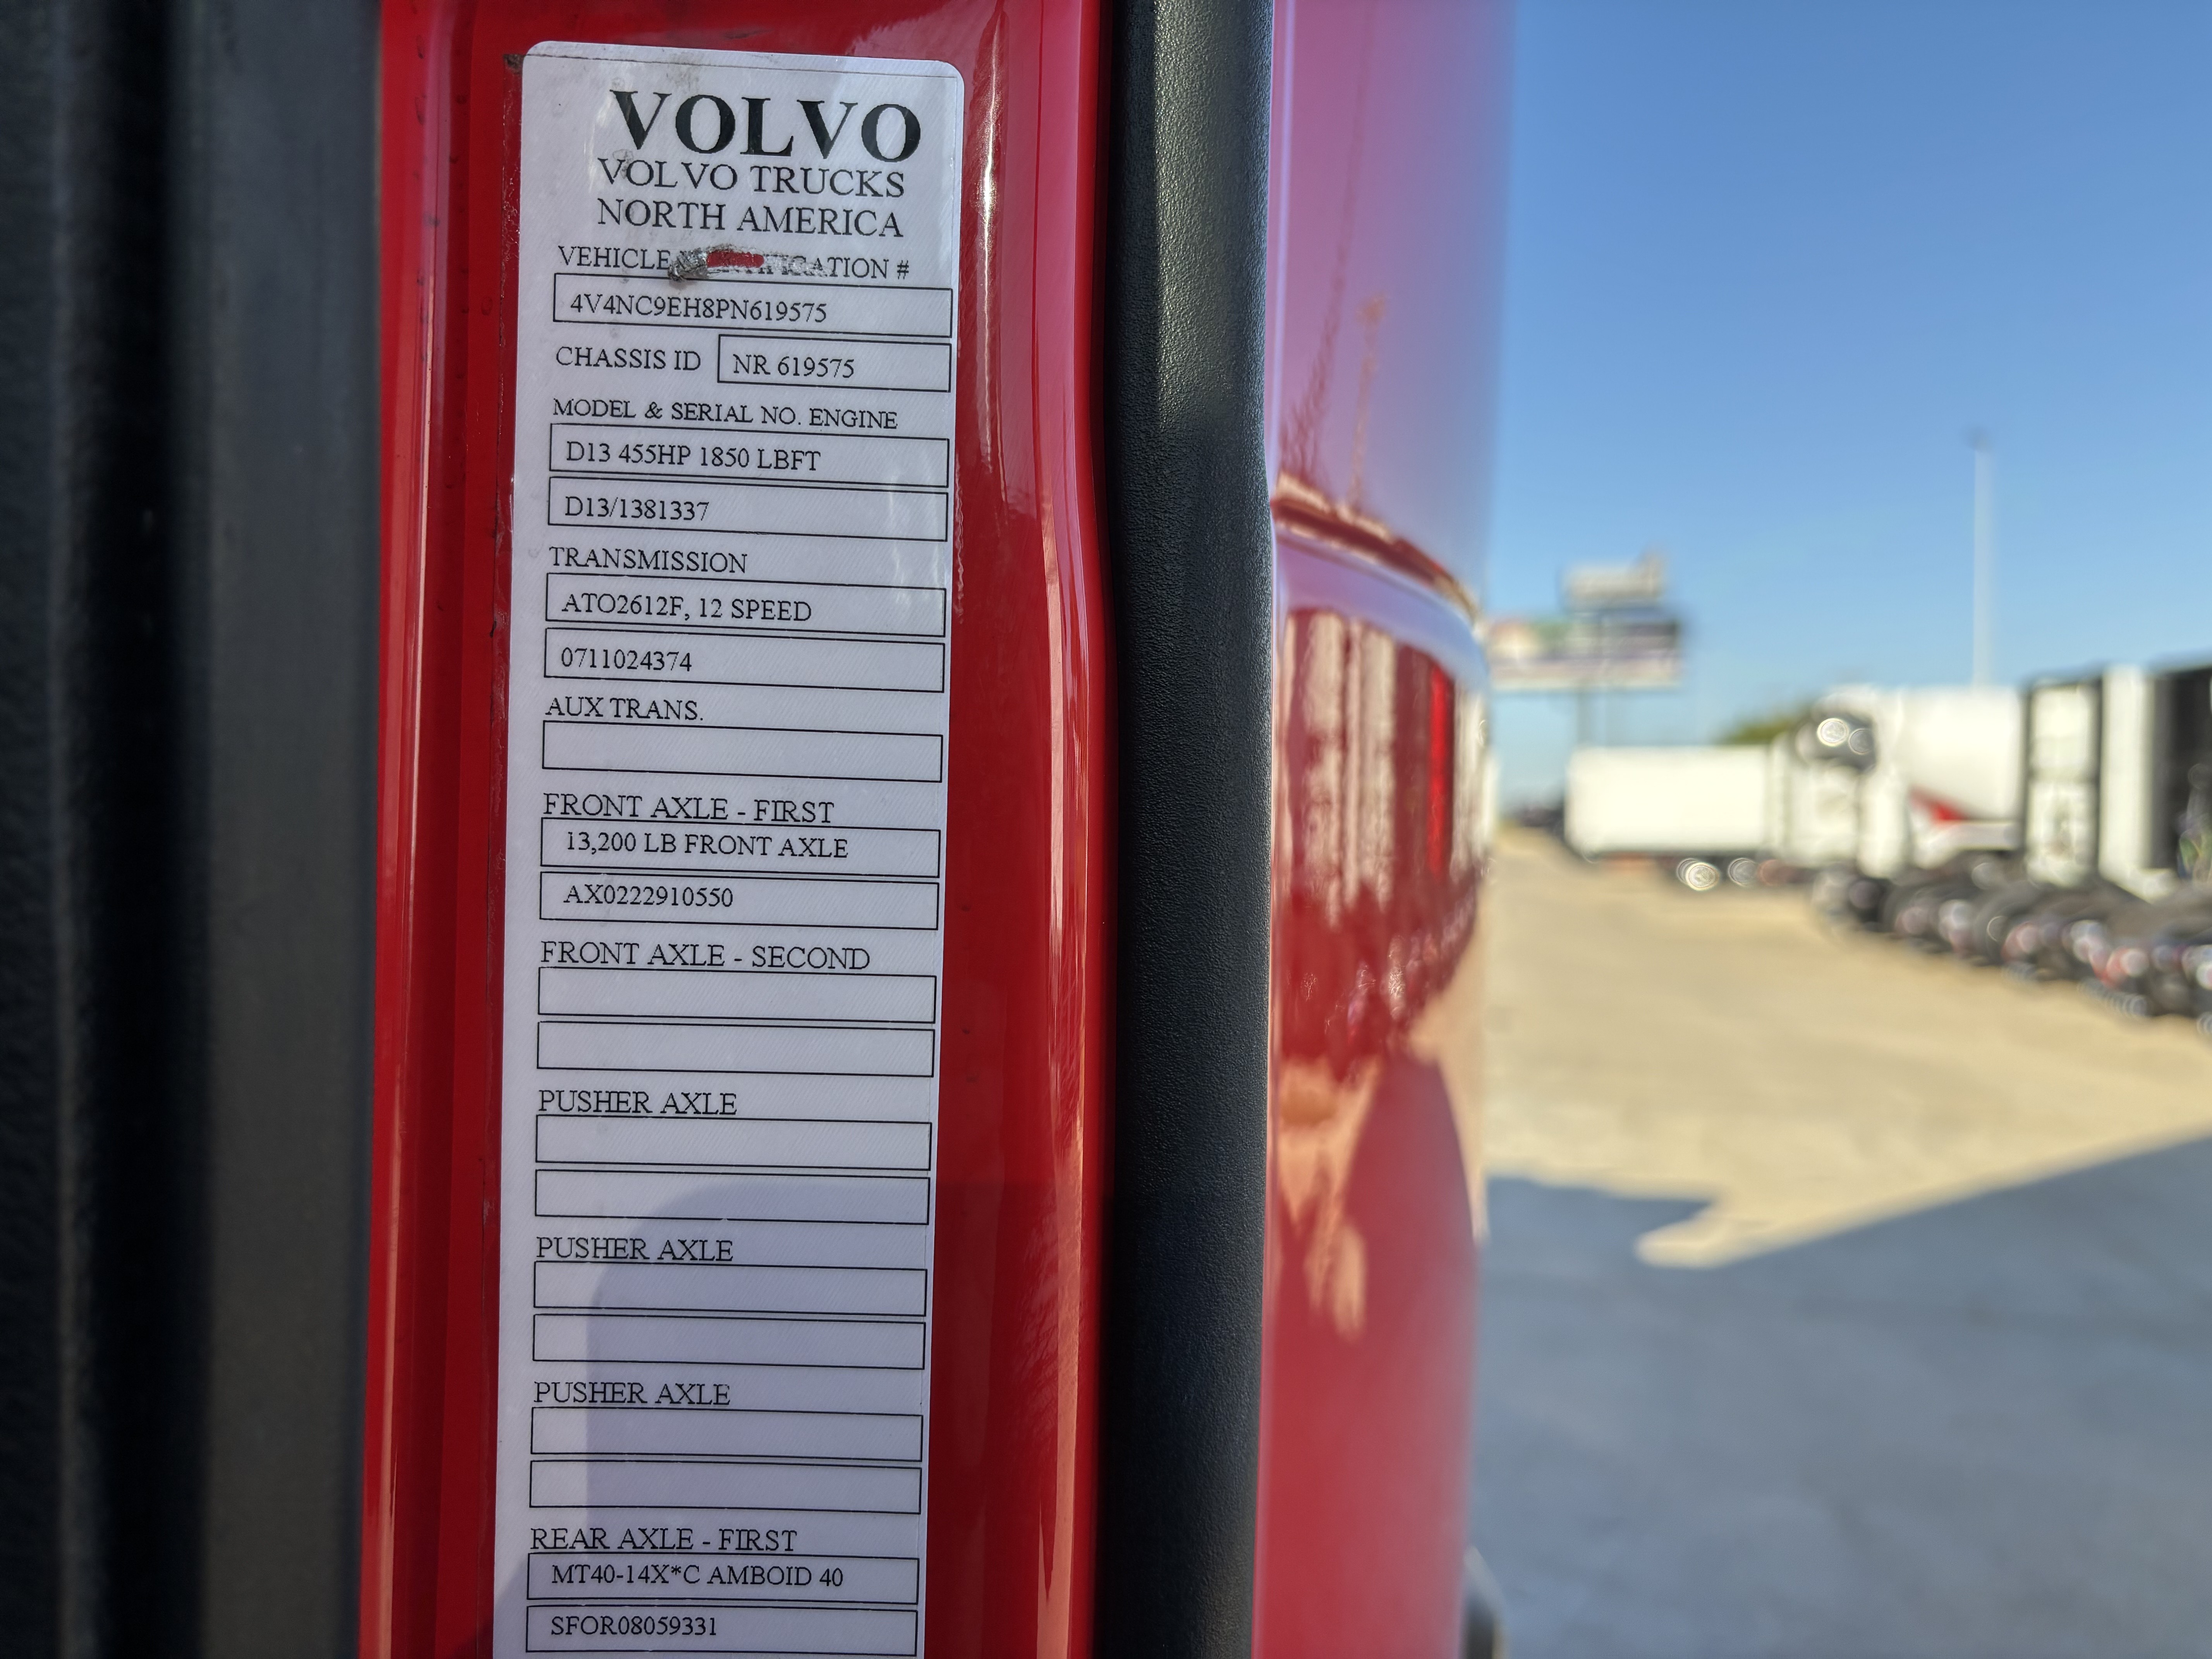 VOLVO
VOLVO TRUCKS
NORTH AMERICA
VEHICLE #
4V4NC9EH8PN619575
CHASSIS ID NR 619575
MODEL & SERIAL NO. ENGINE
D13 455HP 1850 LBFT
D13/1381337
TRANSMISSION
ATO2612F, 12 SPEED
0711024374
AUX TRANS.
FRONT AXLE - FIRST
13,200 LB FRONT AXLE
AX0222910550
FRONT AXLE - SECOND
PUSHER AXLE
PUSHER AXLE
PUSHER AXLE
REAR AXLE - FIRST
MT40-14X*C AMBOID 40
SFOR08059331